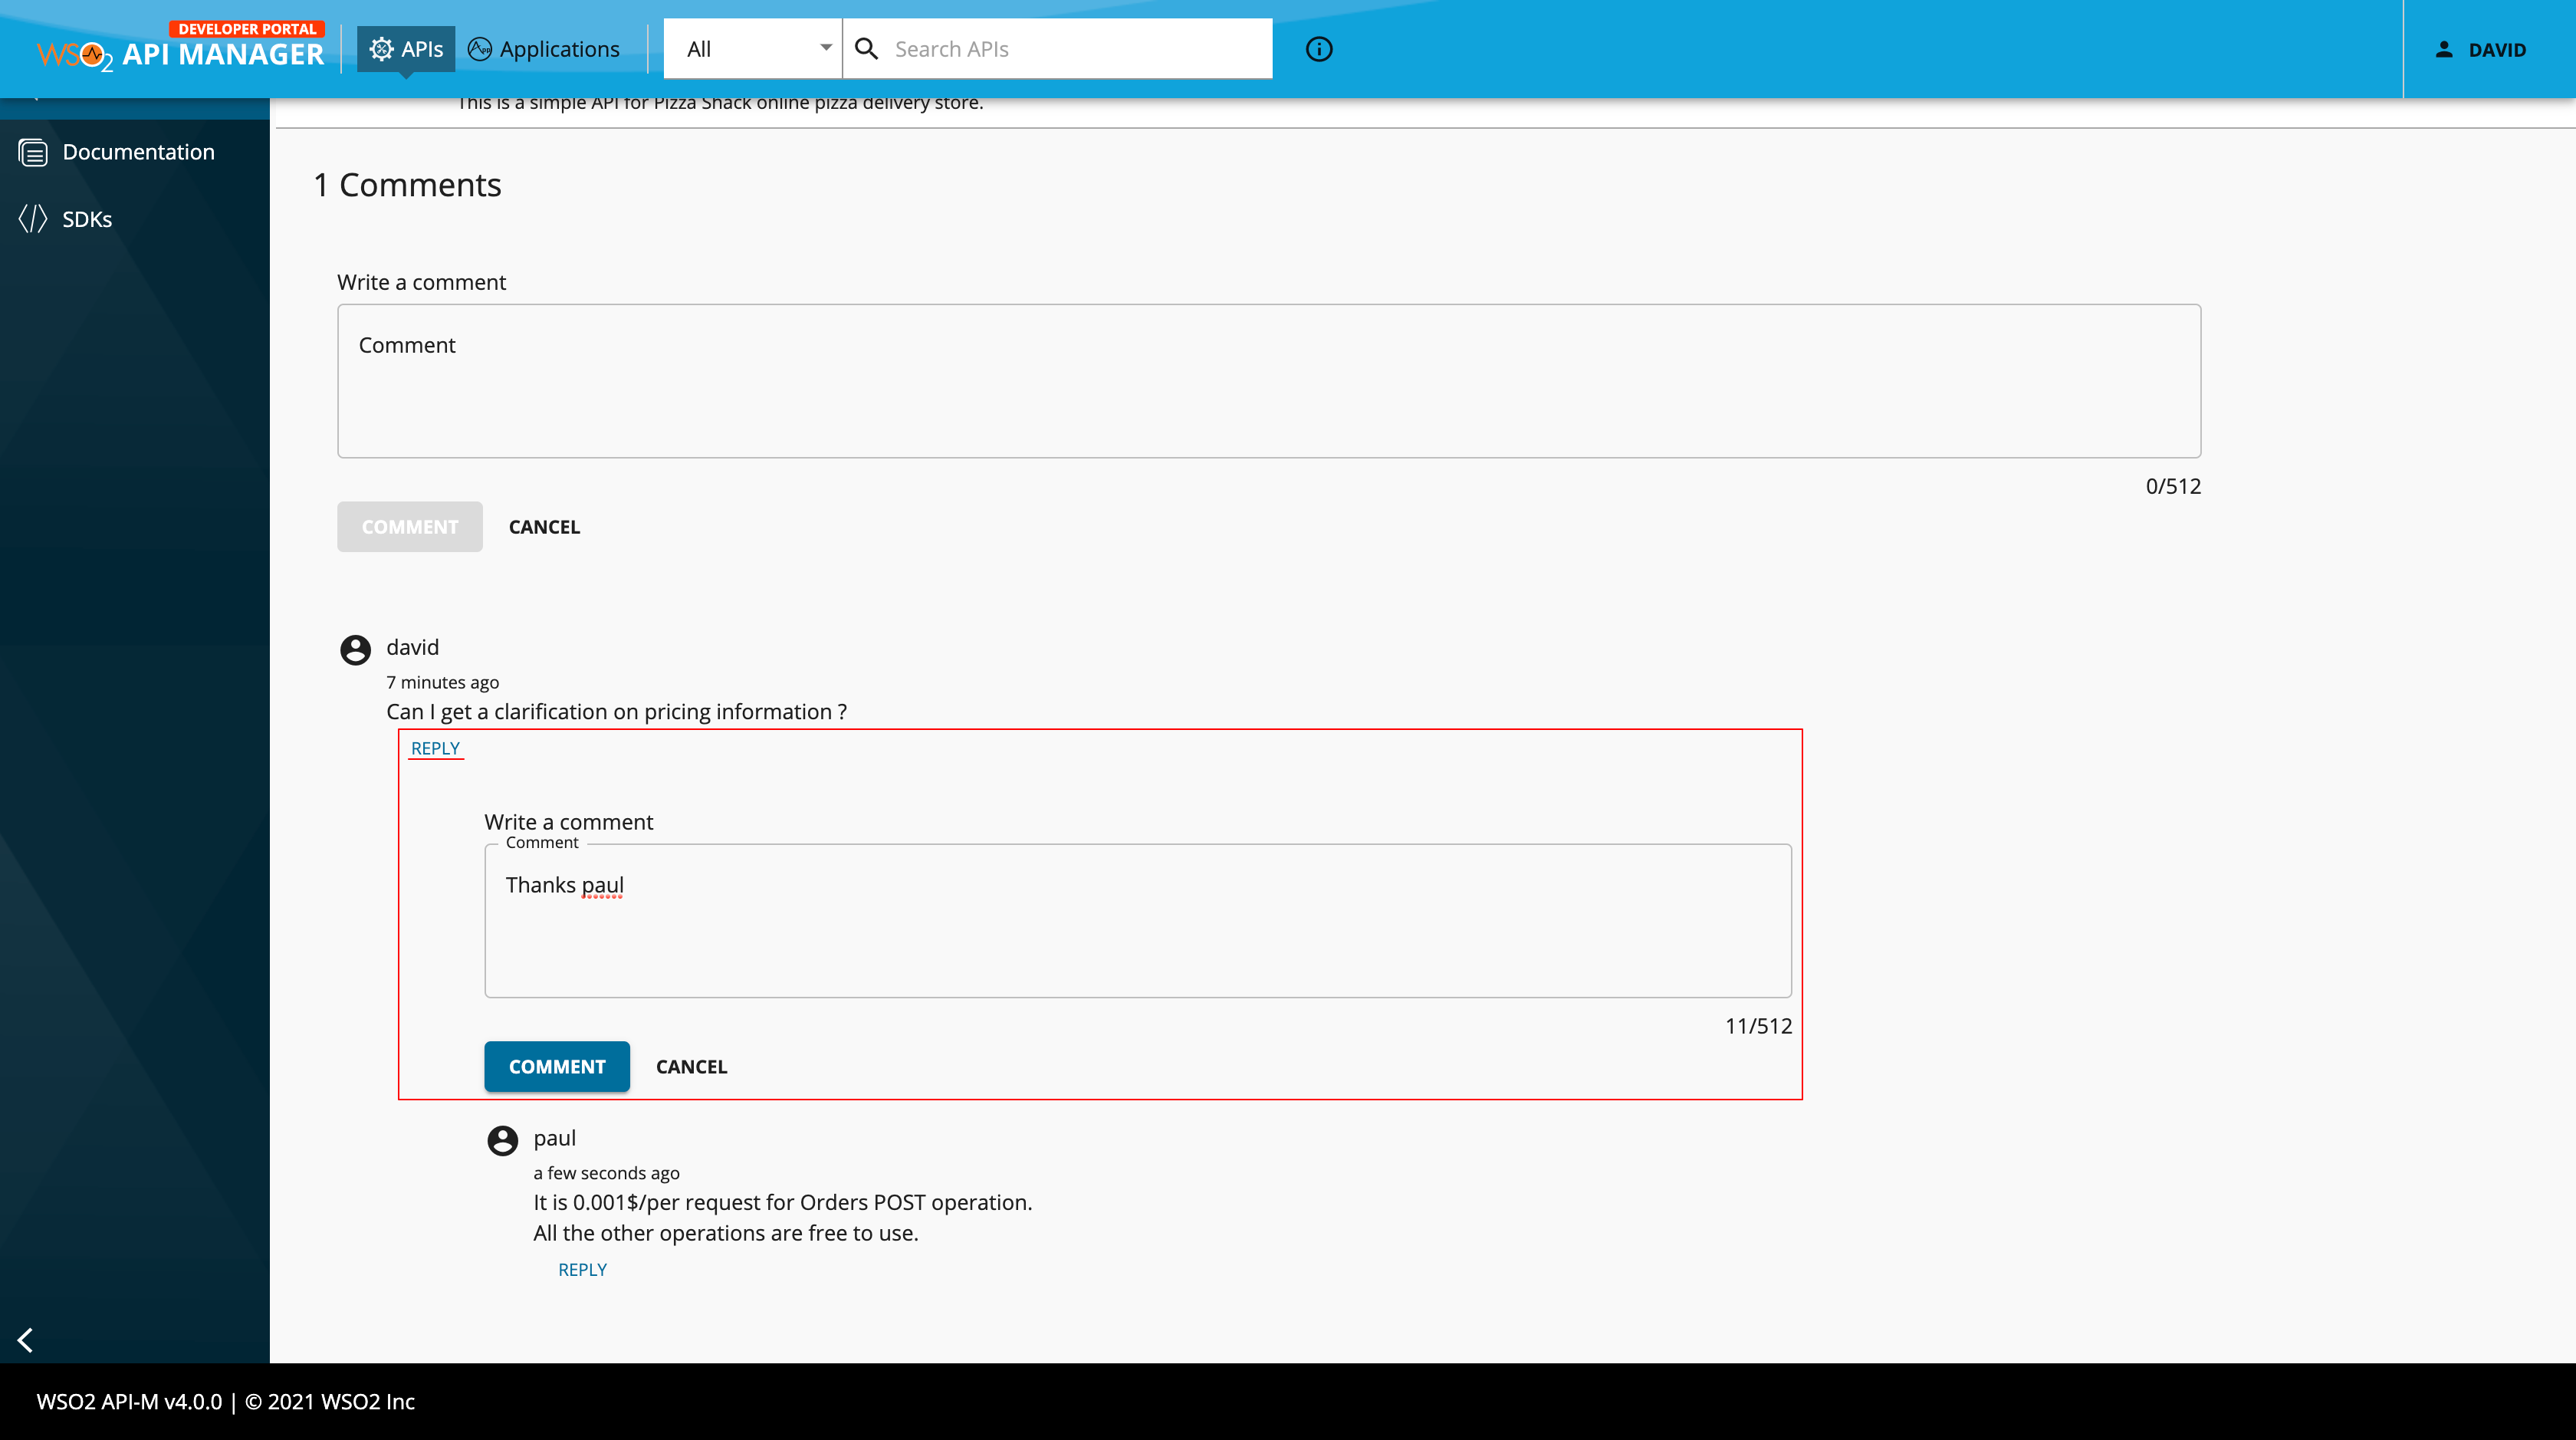 DEVELOPER PORTAL
WSO2 API MANAGER
APIs
APP
Applications
All
Search APIs
DAVID
This is a simple API for Pizza Shack online pizza delivery store.
Documentation
SDKs
1 Comments
Write a comment
Comment
0/512
COMMENT
CANCEL
david
7 minutes ago
Can I get a clarification on pricing information ?
REPLY
Write a comment
Comment
Thanks paul
11/512
COMMENT
CANCEL
paul
a few seconds ago
It is 0.001$/per request for Orders POST operation.
All the other operations are free to use.
REPLY
WSO2 API-M v4.0.0 | © 2021 WSO2 Inc